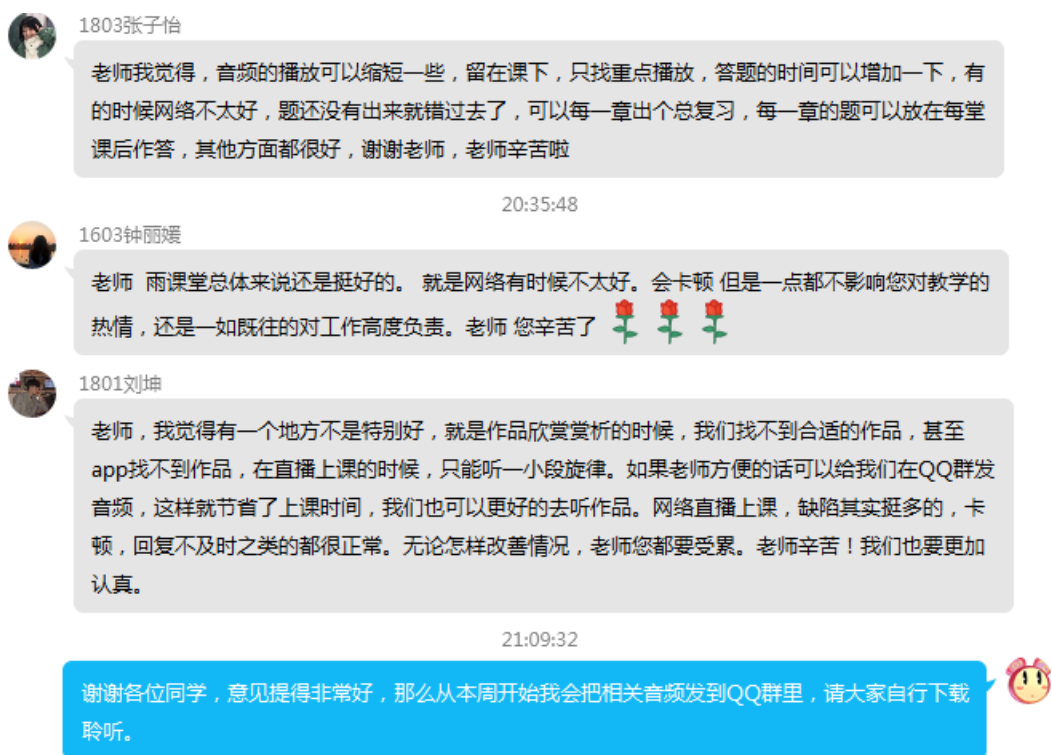 1803张子怡
老师我觉得，音频的播放可以缩短一些，留在课下，只找重点播放，答题的时间可以增加一下，有
的时候网络不太好，题还没有出来就错过去了，可以每一章出个总复习，每一章的题可以放在每堂
课后作答，其他方面都很好，谢谢老师，老师辛苦啦
20:35:48
1603钟丽媛
老师 雨课堂总体来说还是挺好的。 就是网络有时候不太好。会卡顿 但是一点都不影响您对教学的
热情，还是一如既往的对工作高度负责。老师 您辛苦了
1801刘坤
老师，我觉得有一个地方不是特别好，就是作品欣赏赏析的时候，我们找不到合适的作品，甚至
app找不到作品，在直播上课的时候，只能听一小段旋律。如果老师方便的话可以给我们在QQ群发
音频，这样就节省了上课时间，我们也可以更好的去听作品。网络直播上课，缺陷其实挺多的，卡
顿，回复不及时之类的都很正常。无论怎样改善情况，老师您都要受累。老师辛苦！我们也要更加
认真。
21:09:32
谢谢各位同学，意见提得非常好，那么从本周开始我会把相关音频发到QQ群里，请大家自行下载
聆听。